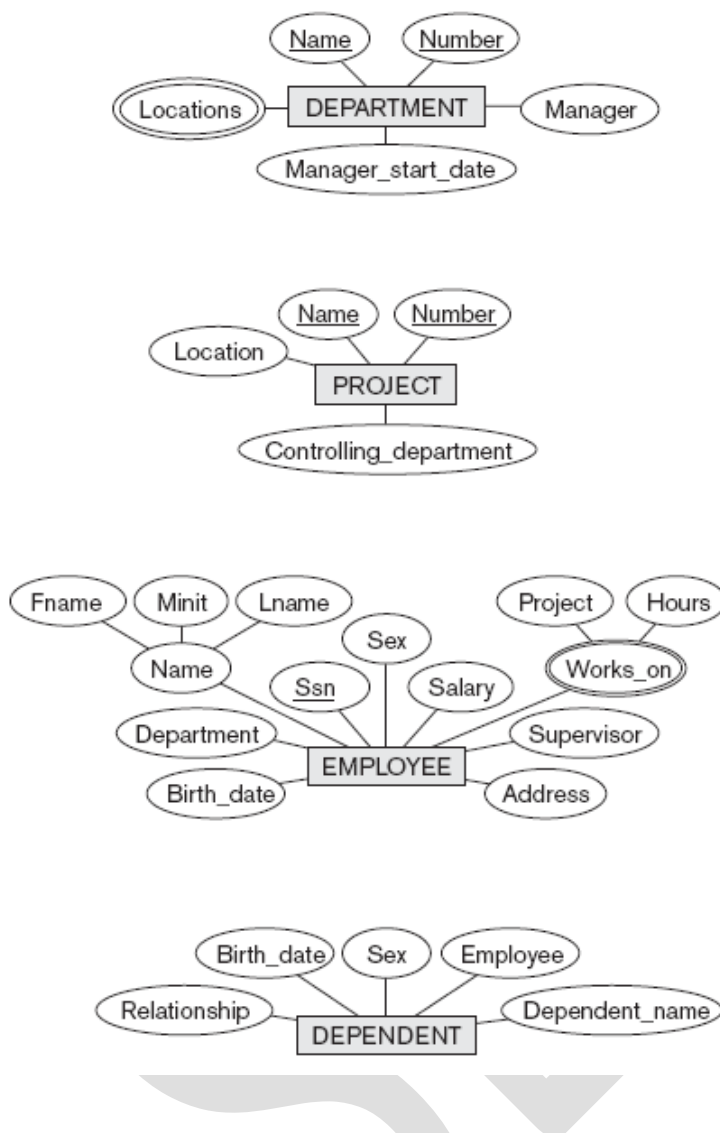 Name Number
Locations DEPARTMENT Manager
Manager_start_date
Name Number
Location
PROJECT
Controlling_department
Fname Minit Lname Project Hours
Sex
Name Works_on
Ssn Salary
Department Supervisor
EMPLOYEE
Birth_date Address
Birth_date Sex Employee
Relationship Dependent_name
DEPENDENT